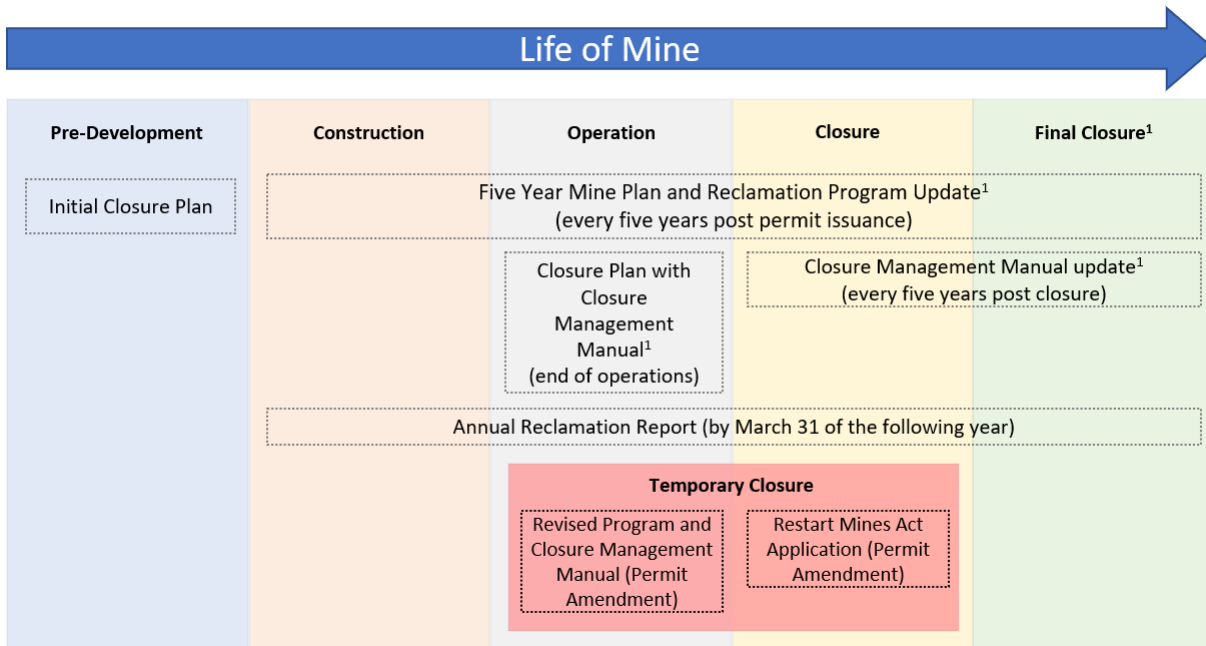 Life of Mine
Pre-Development
Construction
Operation
Closure
Final Closure¹
Initial Closure Plan
Five Year Mine Plan and Reclamation Program Update¹
(every five years post permit issuance)
Closure Plan with
Closure
Management
Manual¹
(end of operations)
Closure Management Manual update¹
(every five years post closure)
Annual Reclamation Report (by March 31 of the following year)
Temporary Closure
Revised Program and
Closure Management
Manual (Permit
Amendment)
Restart Mines Act
Application (Permit
Amendment)